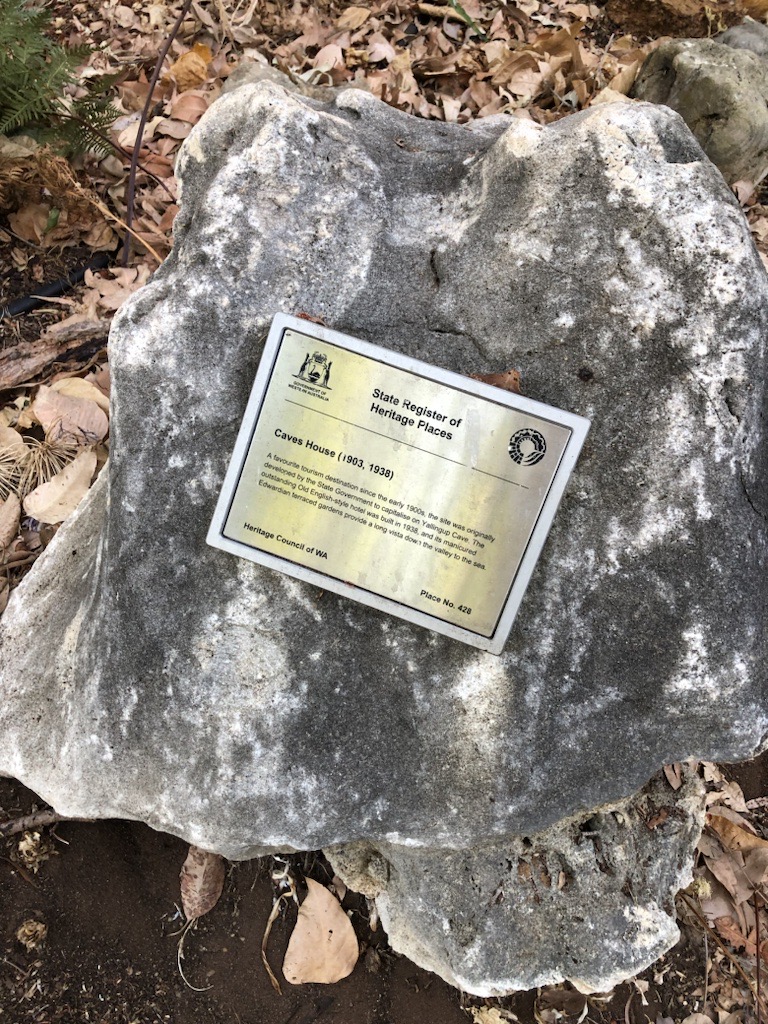 GOVERNMENT OF
WESTERN AUSTRALIA
State Register of
Heritage Places
Caves House (1903, 1938)
A favourite tourism destination since the early 1900s, the site was originally
developed by the State Government to capitalise on Yallingup Cave. The
outstanding Old English-style hotel was built in 1938, and its manicured
Edwardian terraced gardens provide a long vista down the valley to the sea.
Heritage Council of WA
Place No. 428